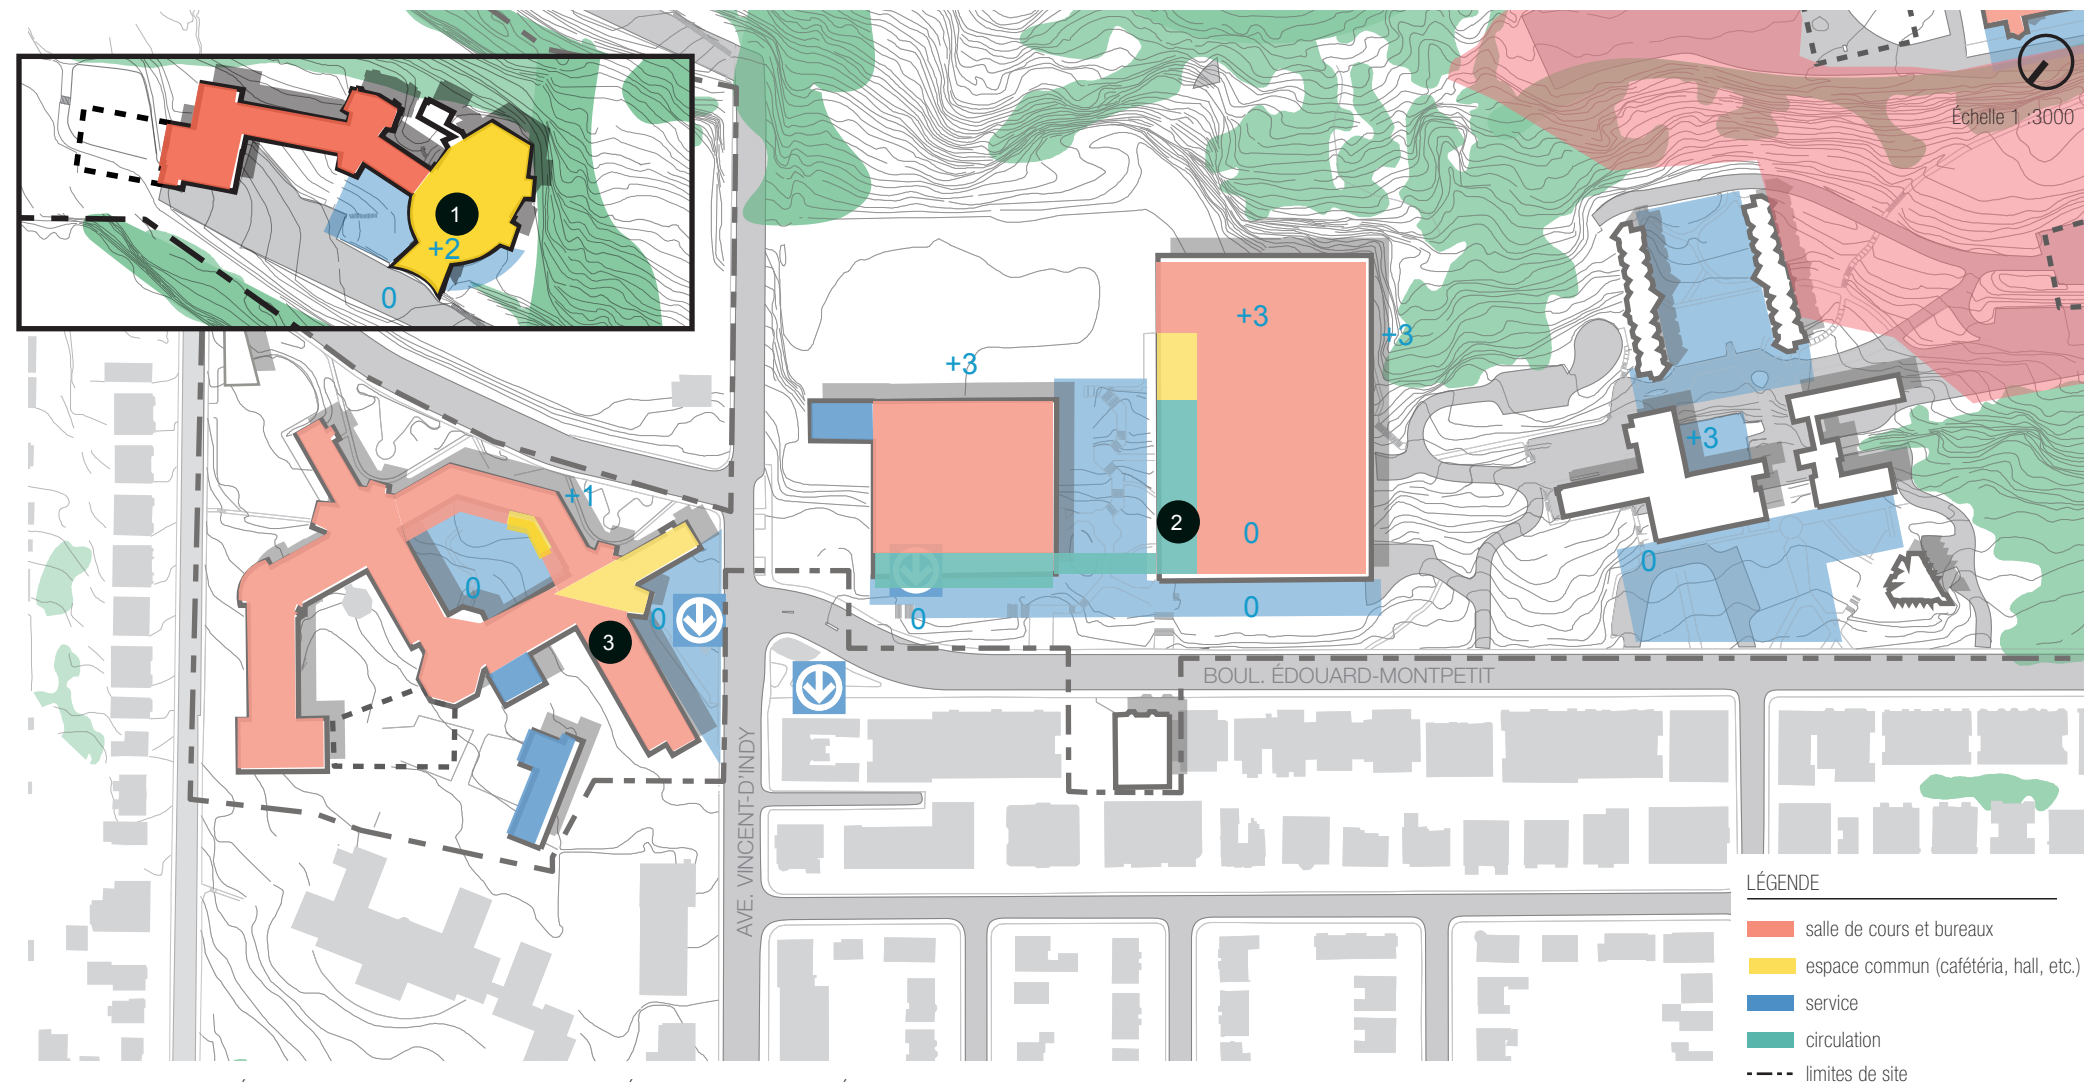 Échelle 1 :3000
1
+2
0
+3
+3
+3
+3
+1
2
0
0
0
0
0
3
0
BOUL. ÉDOUARD-MONTPETIT
AVE. VINCENT-D'INDY
LÉGENDE
salle de cours et bureaux
espace commun (cafétéria, hall, etc.)
service
circulation
limites de site